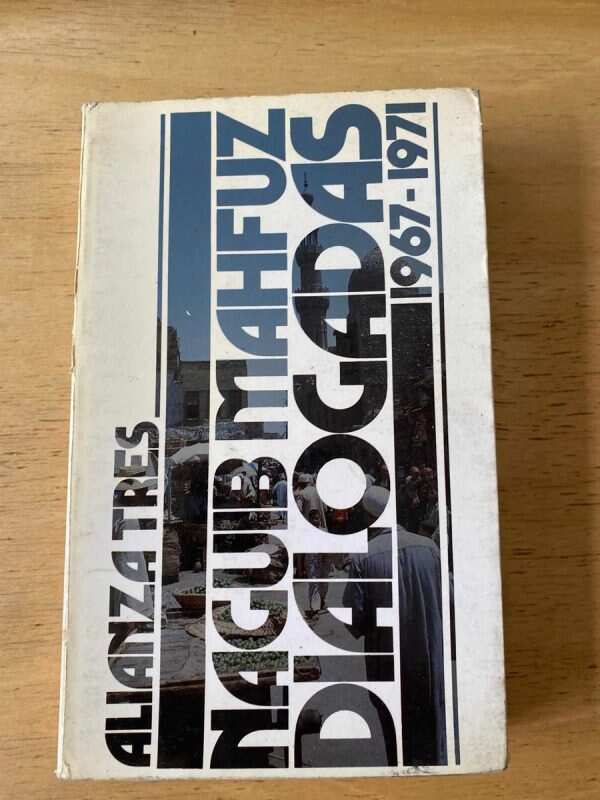 ALIANZA TRES
NAGUIB MAHFUZ
DIALOGADAS
1967-1971